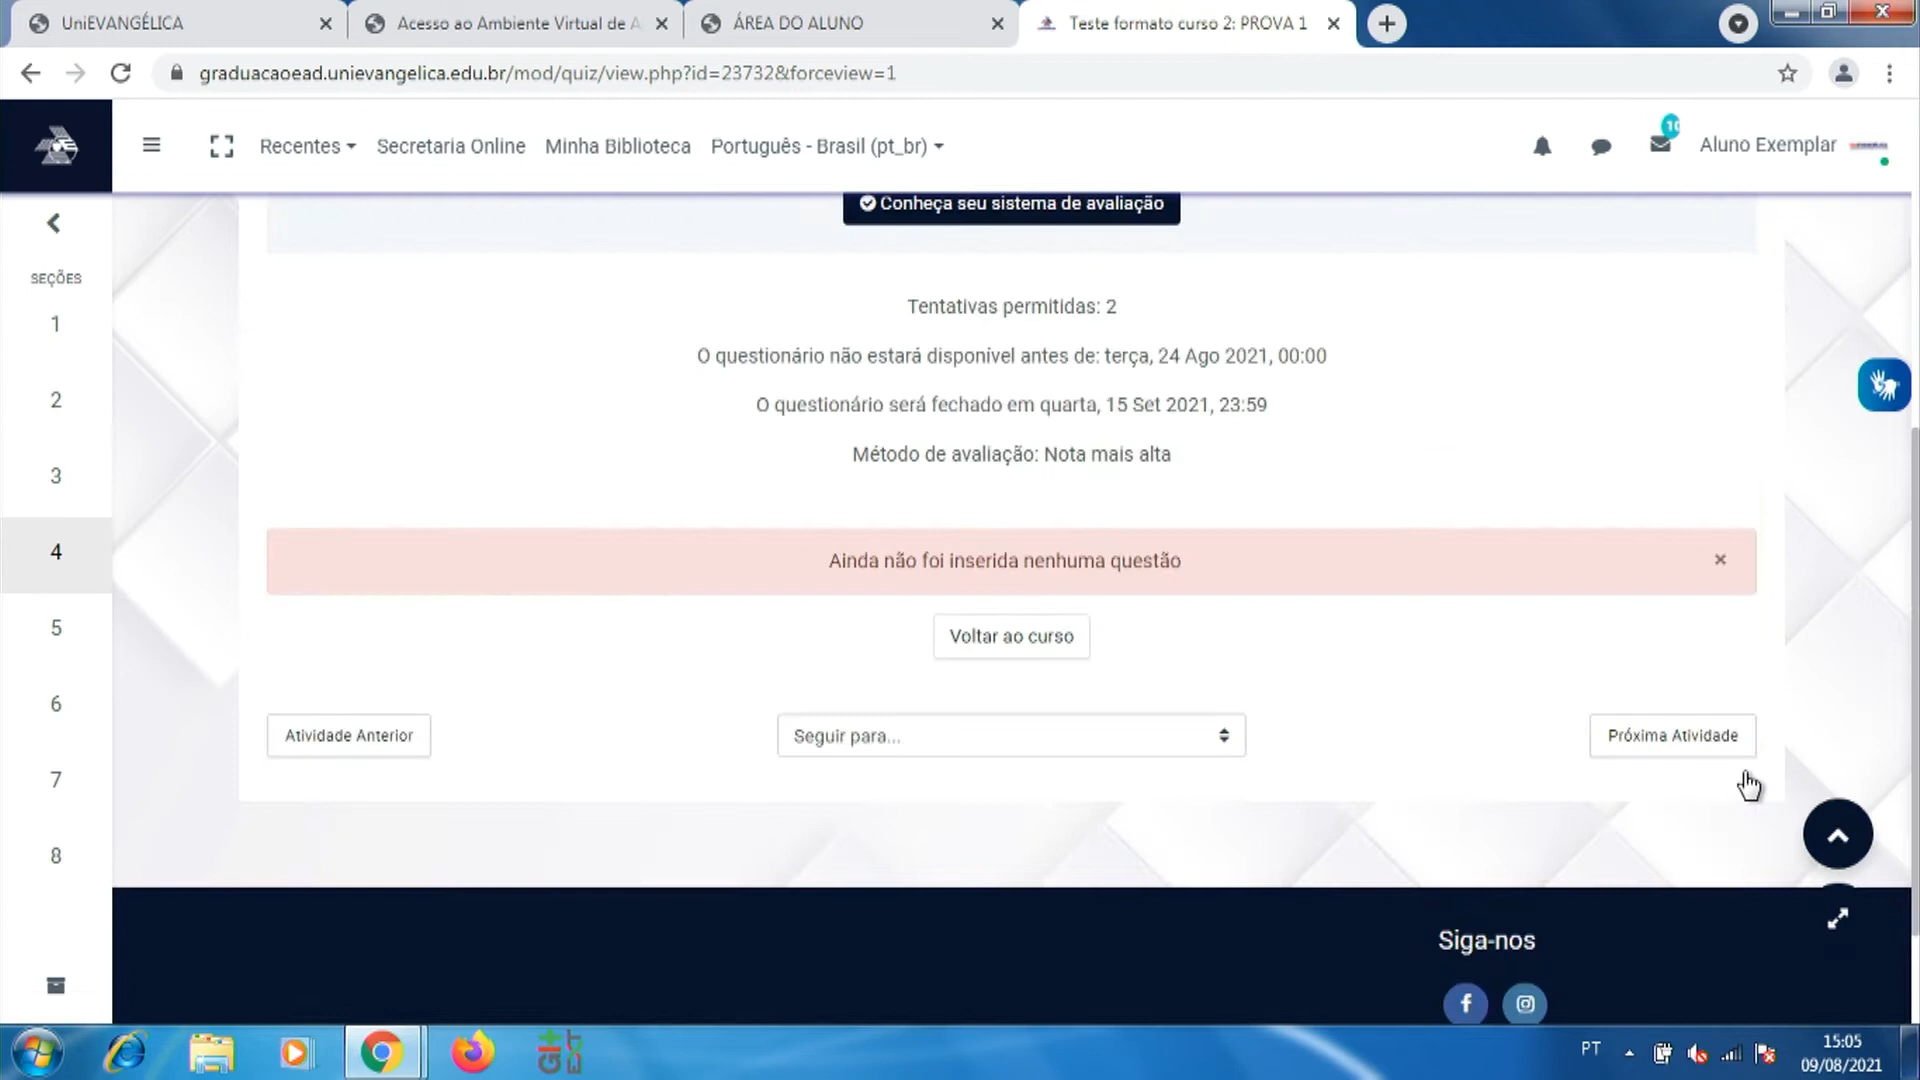 UniEVANGÉLICA
Acesso ao Ambiente Virtual de A
ÁREA DO ALUNO
Teste formato curso 2: PROVA 1
graduacaoead.unievangelica.edu.br/mod/quiz/view.php?id=23732&forceview=1
Recentes
Secretaria Online
Minha Biblioteca
Português - Brasil (pt_br)
10
Aluno Exemplar
Conheça seu sistema de avaliação
SEÇÕES
1
2
3
4
5
6
7
8
Tentativas permitidas: 2
O questionário não estará disponível antes de: terça, 24 Ago 2021, 00:00
O questionário será fechado em quarta, 15 Set 2021, 23:59
Método de avaliação: Nota mais alta
Ainda não foi inserida nenhuma questão
×
Voltar ao curso
Atividade Anterior
Seguir para...
Próxima Atividade
Siga-nos
PT
15:05
09/08/2021